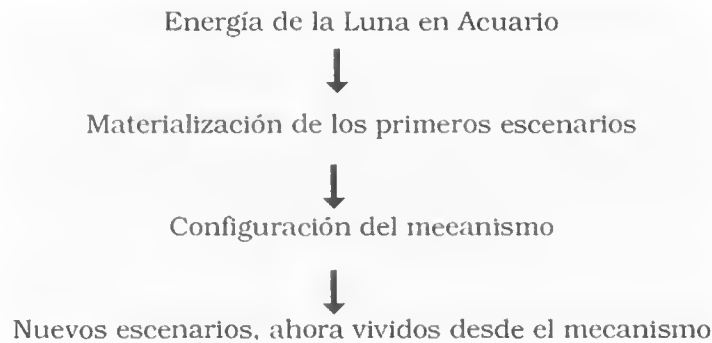 Energía de la Luna en Acuario
Materialización de los primeros escenarios
Configuración del mecanismo
Nuevos escenarios, ahora vividos desde el mecanismo